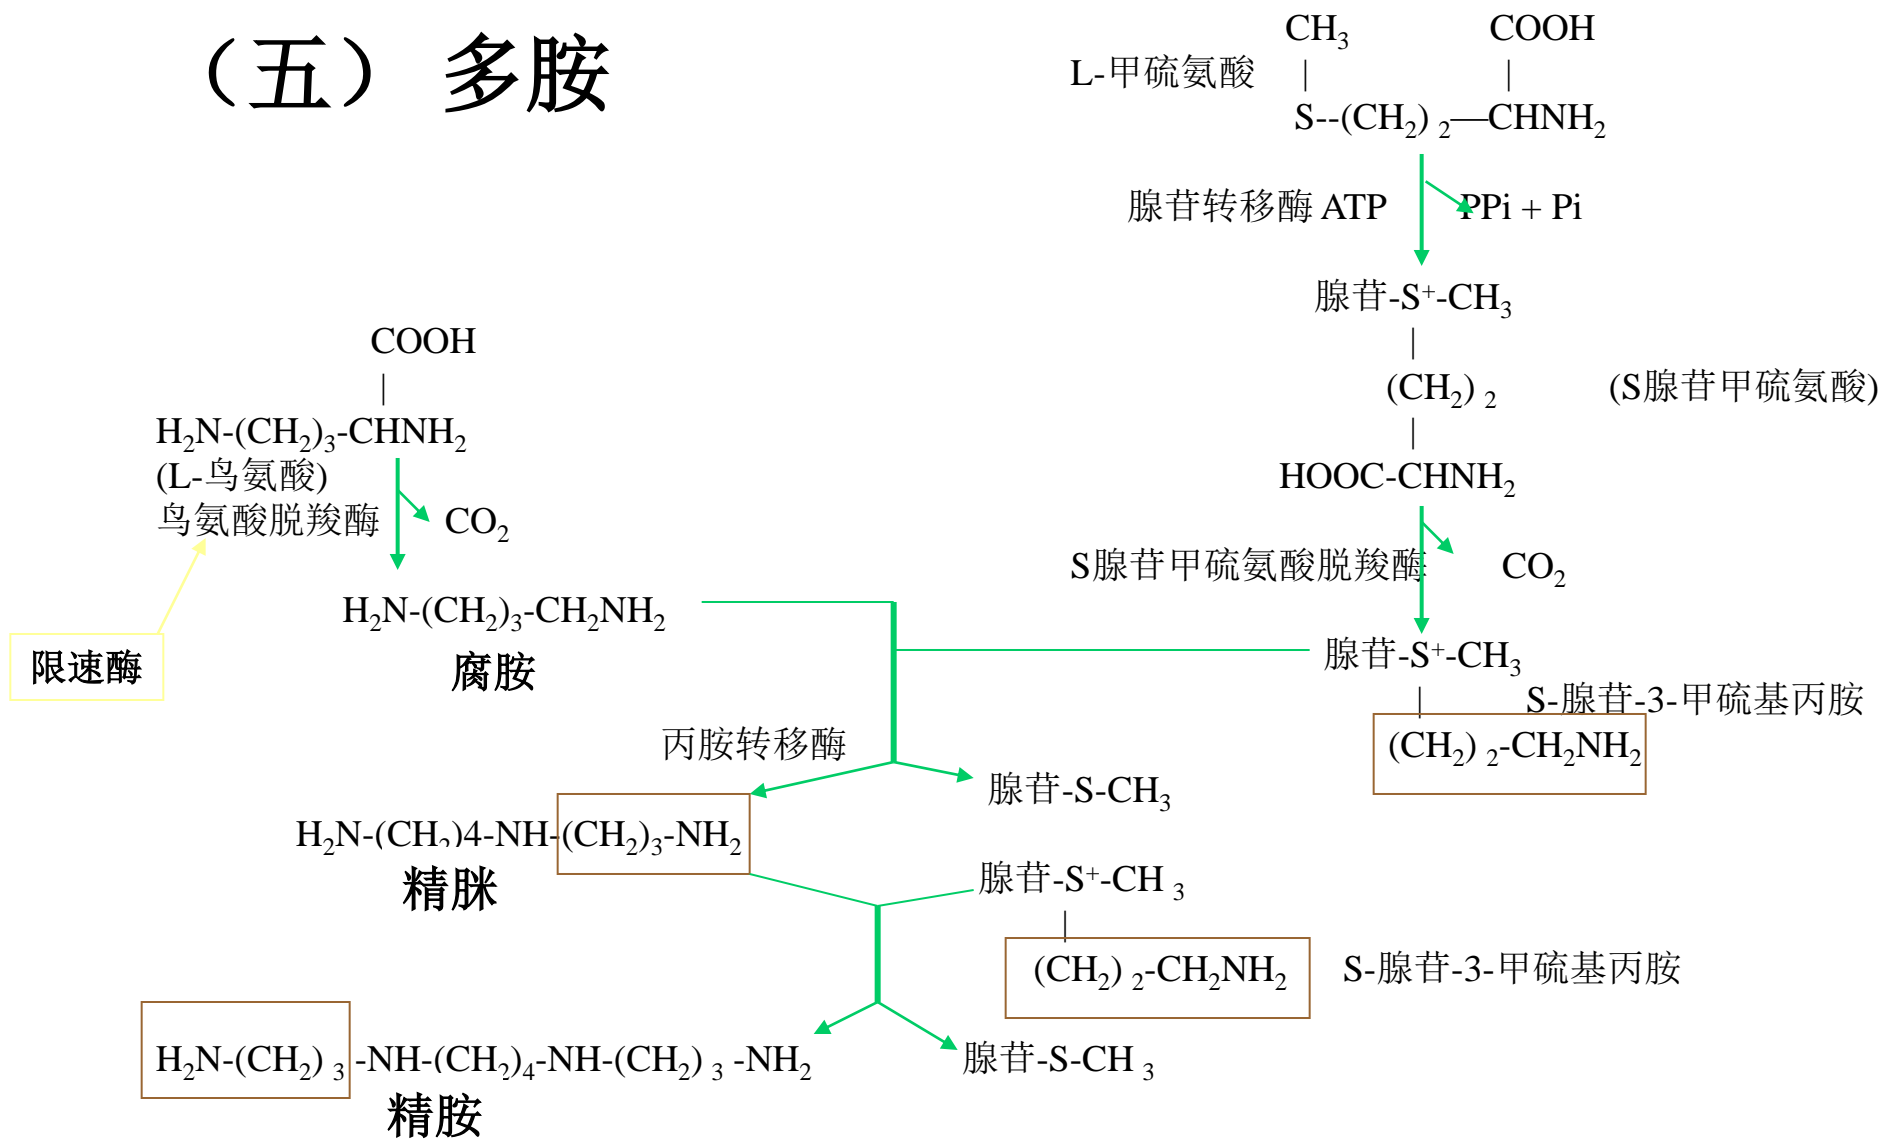 （五） 多胺
CH₃ COOH
L-甲硫氨酸 | |
S--(CH₂) ₂—CHNH₂
腺苷转移酶 ATP PPi + Pi
腺苷-S⁺-CH₃
|
(CH₂) ₂ (S腺苷甲硫氨酸)
|
HOOC-CHNH₂
COOH
|
H₂N-(CH₂)₃-CHNH₂
(L-鸟氨酸)
鸟氨酸脱羧酶 CO₂
S腺苷甲硫氨酸脱羧酶 CO₂
H₂N-(CH₂)₃-CH₂NH₂
腐胺
限速酶
腺苷-S⁺-CH₃
| S-腺苷-3-甲硫基丙胺
(CH₂) ₂-CH₂NH₂
丙胺转移酶
腺苷-S-CH₃
H₂N-(CH₂)4-NH-(CH₂)₃-NH₂
精脒
腺苷-S⁺-CH ₃
|
(CH₂) ₂-CH₂NH₂ S-腺苷-3-甲硫基丙胺
H₂N-(CH₂) ₃ -NH-(CH₂)₄-NH-(CH₂) ₃ -NH₂ 腺苷-S-CH ₃
精胺